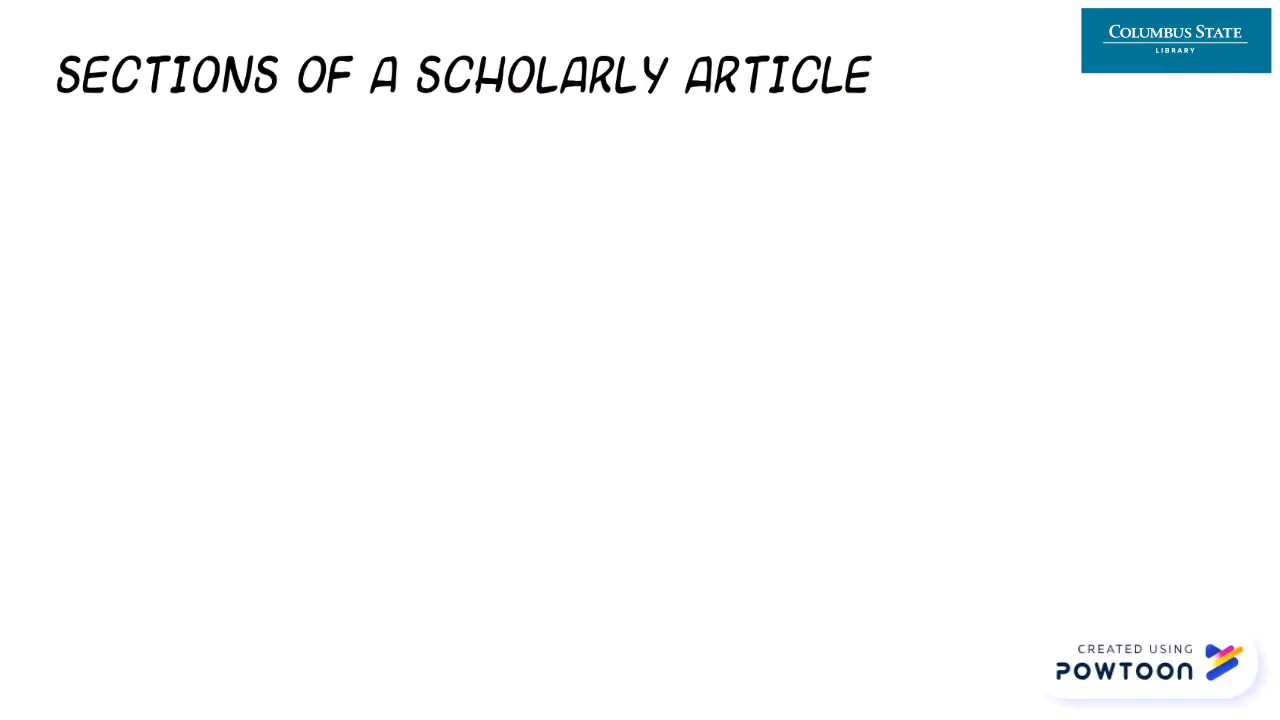 SECTIONS OF A SCHOLARLY ARTICLE
COLUMBUS STATE
LIBRARY
CREATED USING
POWTOON